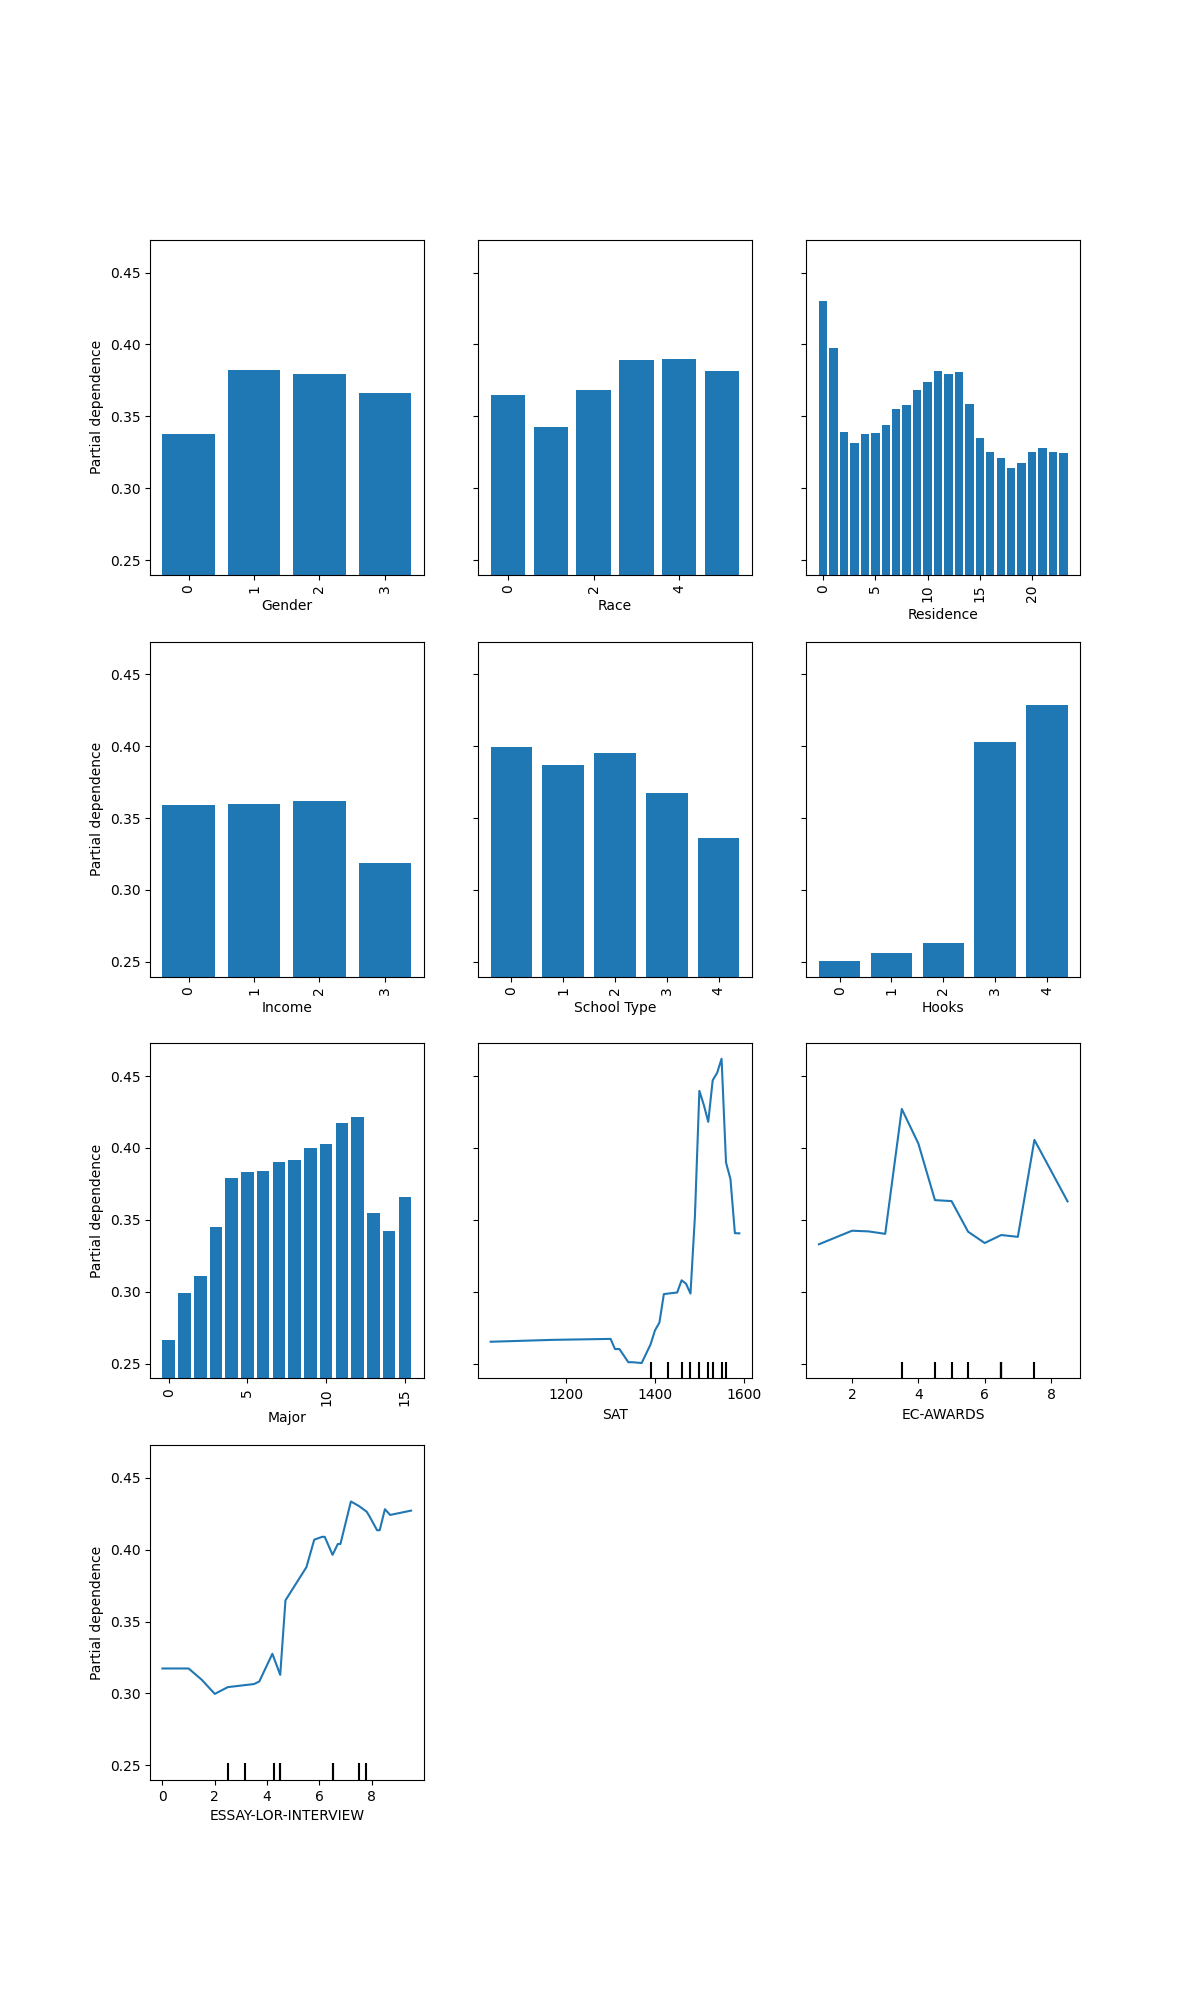 0.45
0.40
0.35
0.30
0.25
Partial dependence
0 1 2 3
Gender
0 2 4
Race
0 5 10 15 20
Residence
0.45
0.40
0.35
0.30
0.25
Partial dependence
0 1 2 3
Income
0 1 2 3 4
School Type
0 1 2 3 4
Hooks
0.45
0.40
0.35
0.30
0.25
Partial dependence
0 5 10 15
Major
1200 1400 1600
SAT
2 4 6 8
EC-AWARDS
0.45
0.40
0.35
0.30
0.25
Partial dependence
0 2 4 6 8
ESSAY-LOR-INTERVIEW